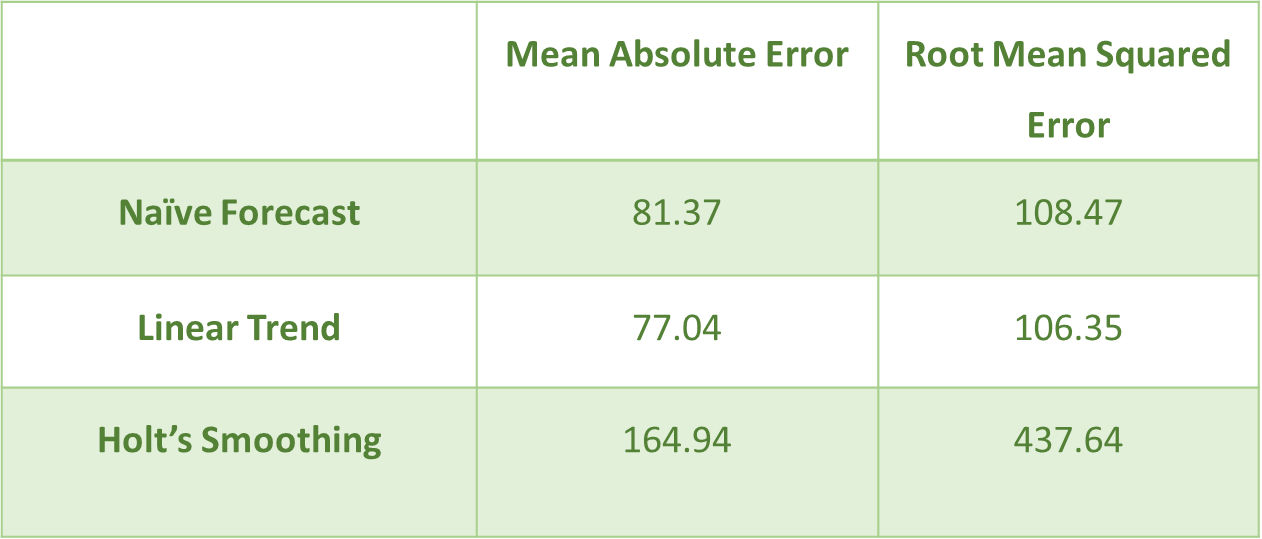 Mean Absolute Error
Root Mean Squared
Error
Naïve Forecast
81.37
108.47
Linear Trend
77.04
106.35
Holt’s Smoothing
164.94
437.64